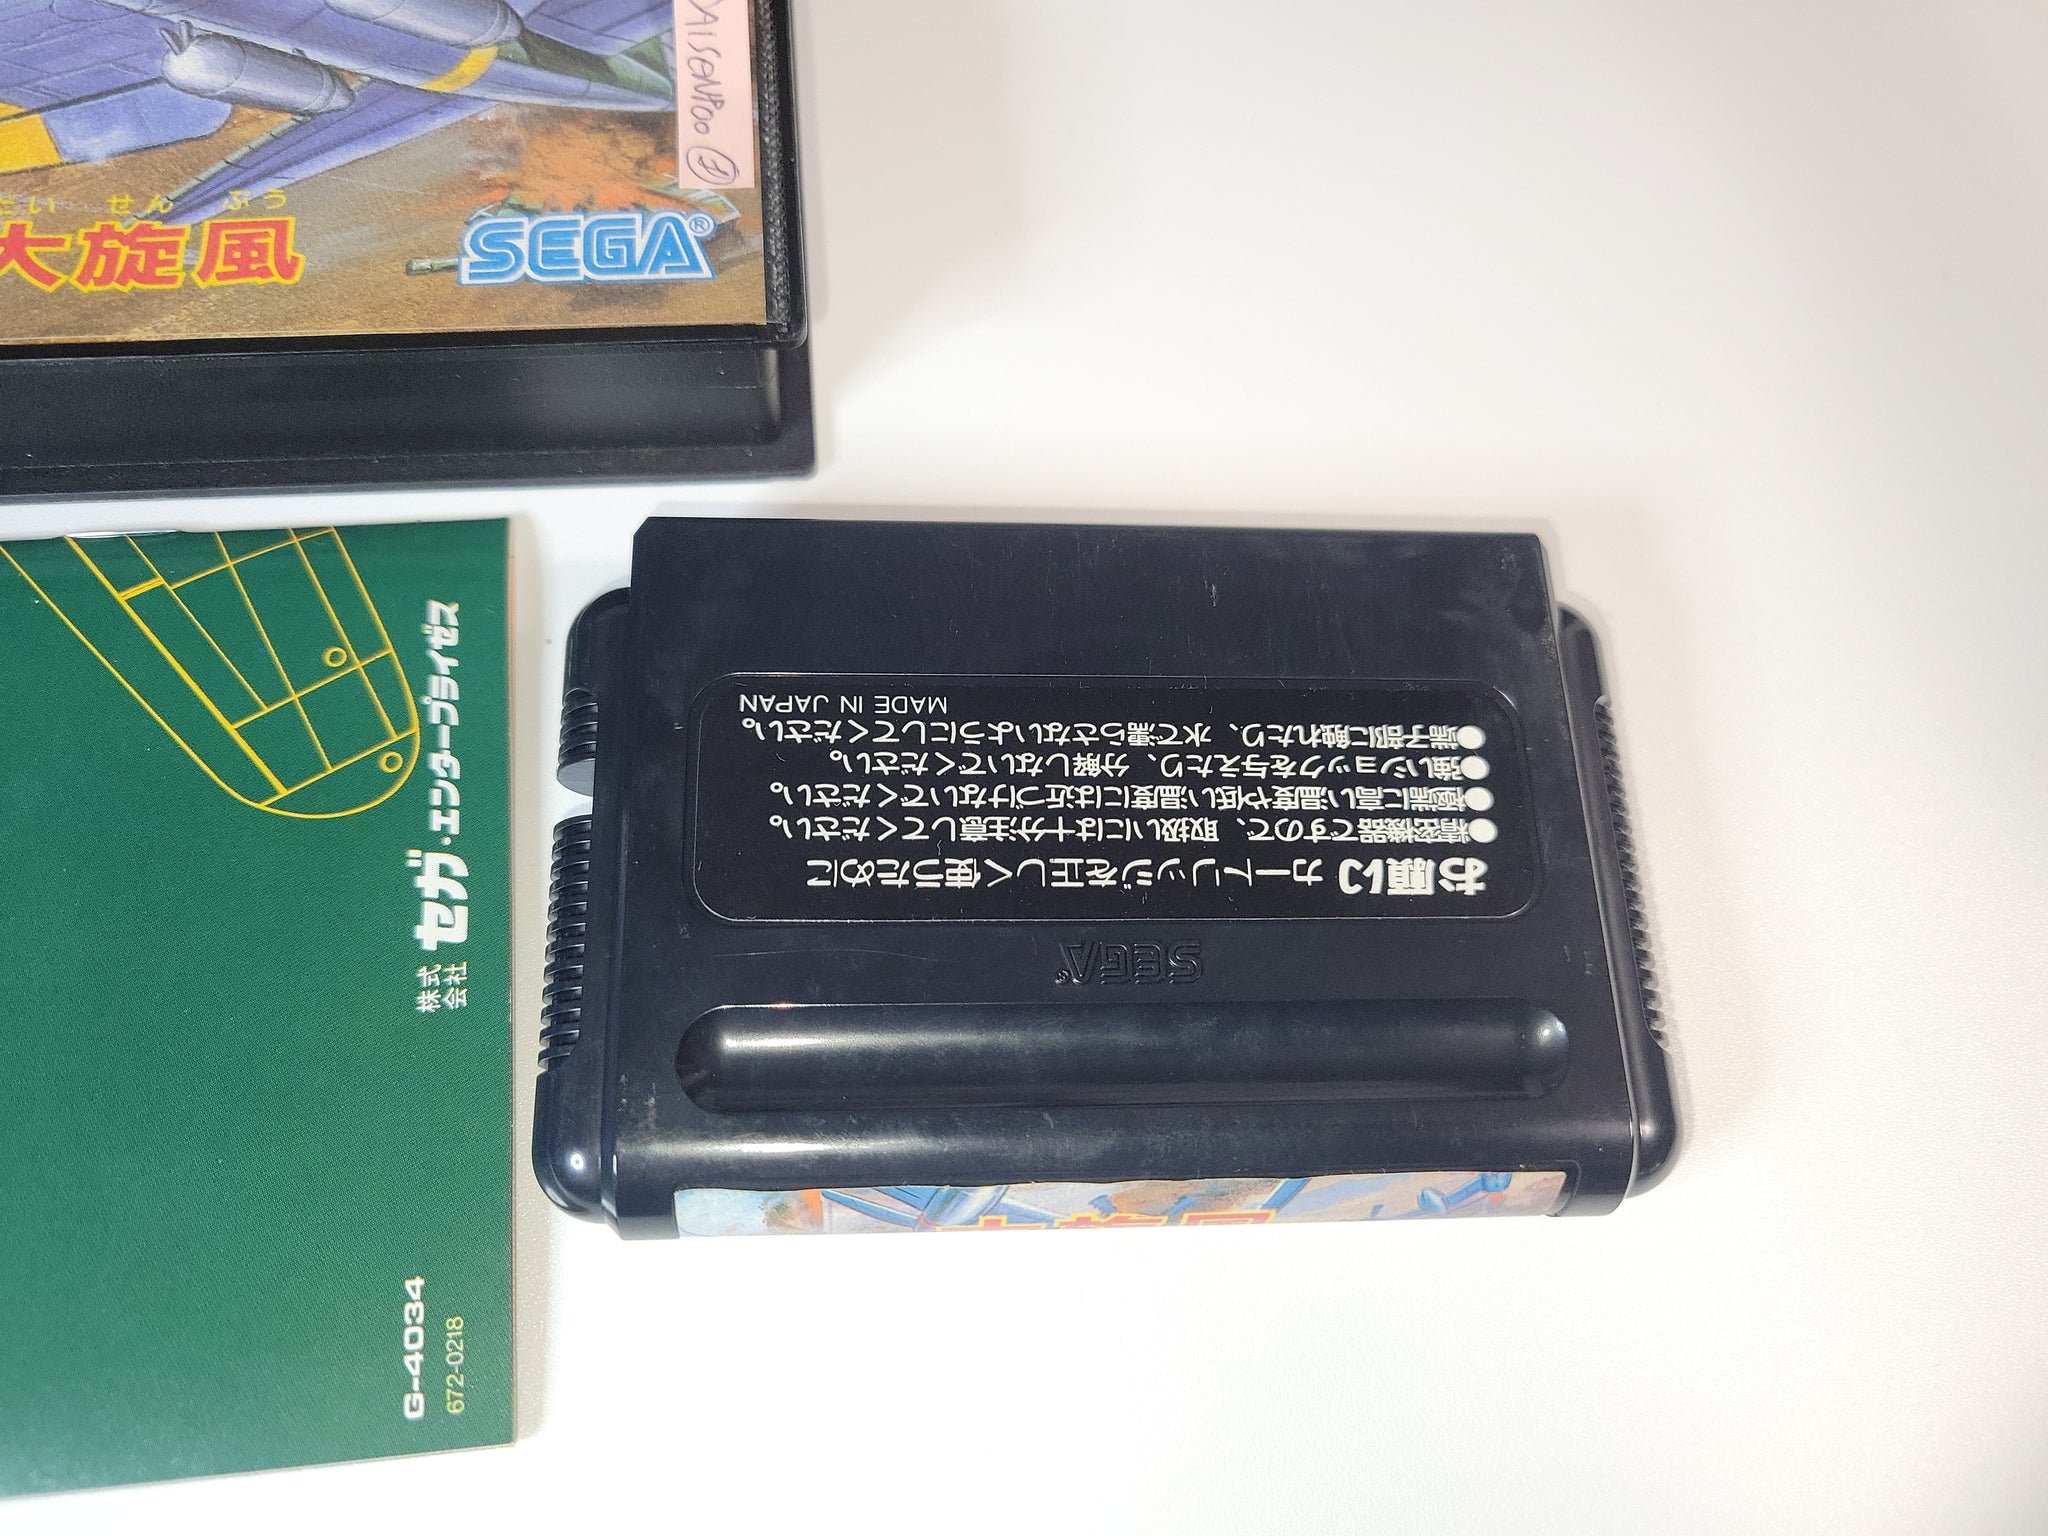 DAISENPOO 1
たい せん ぷう
大旋風
SEGA®
株式会社 セガ・エンタープライゼス
G-4034
672-0218
お願い カートリッジを正しく使うために
●精密機器ですので、取扱いには十分注意してください。
●極端に高い温度や低い温度には近づけないでください。
●強いショックを与えたり、分解しないでください。
●端子部に触れたり、水で濡らさないようにしてください。
MADE IN JAPAN
SEGA®
大旋風